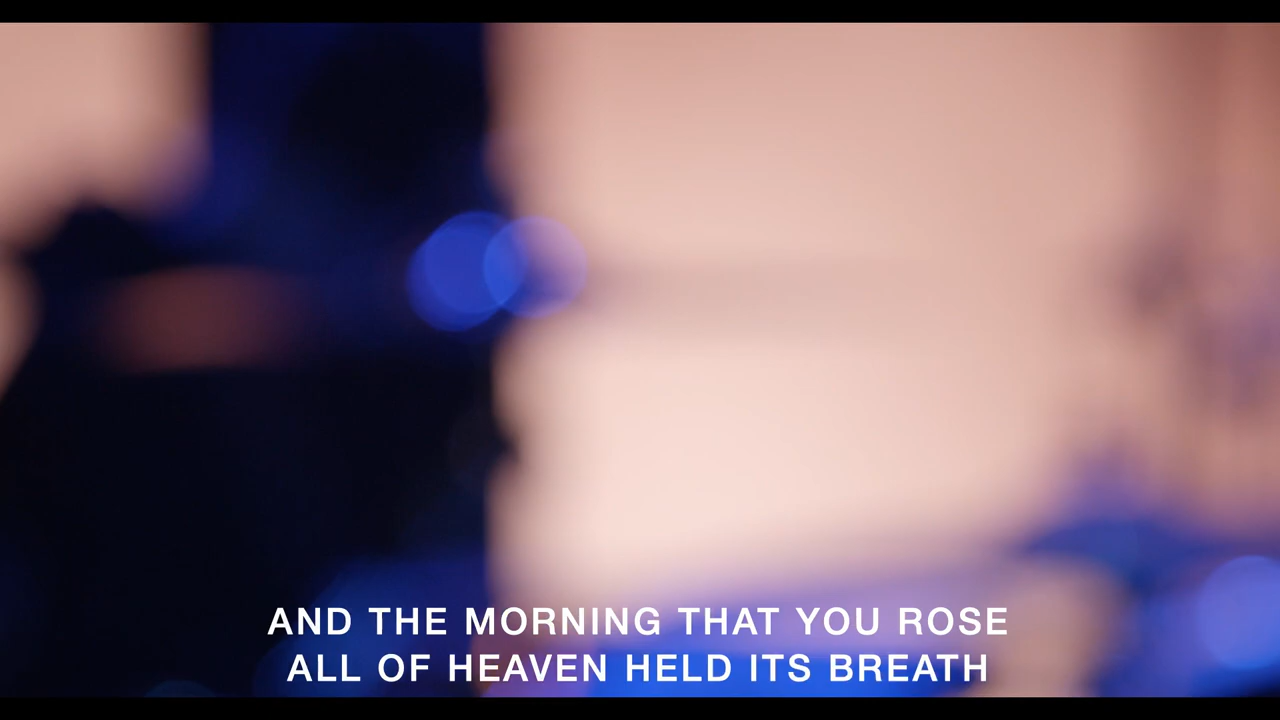 AND THE MORNING THAT YOU ROSE
ALL OF HEAVEN HELD ITS BREATH